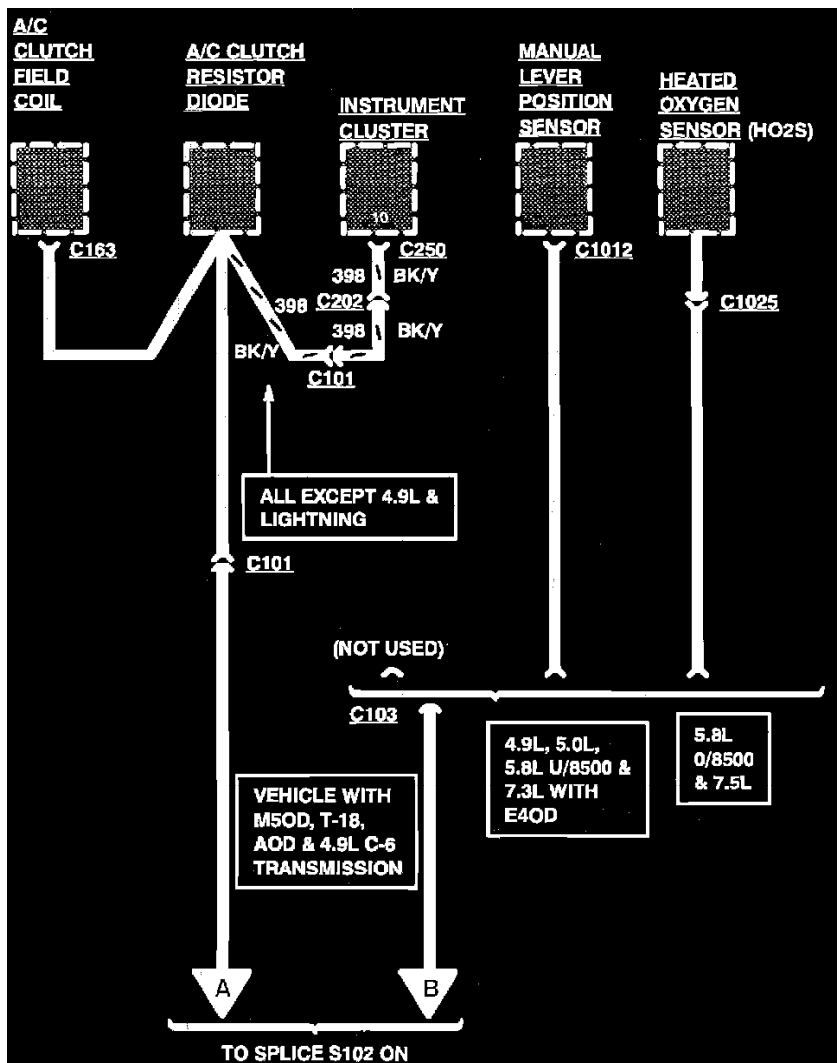 A/C
CLUTCH
FIELD
COIL
A/C CLUTCH
RESISTOR
DIODE
INSTRUMENT
CLUSTER
MANUAL
LEVER
POSITION
SENSOR
HEATED
OXYGEN
SENSOR (HO2S)
10
C163
C250
C1012
398 BK/Y
398
C202
C1025
398 BK/Y
BK/Y
C101
ALL EXCEPT 4.9L &
LIGHTNING
C101
(NOT USED)
C103
4.9L, 5.0L,
5.8L U/8500 &
7.3L WITH
E4OD
5.8L
0/8500
& 7.5L
VEHICLE WITH
M5OD, T-18,
AOD & 4.9L C-6
TRANSMISSION
A
B
TO SPLICE S102 ON